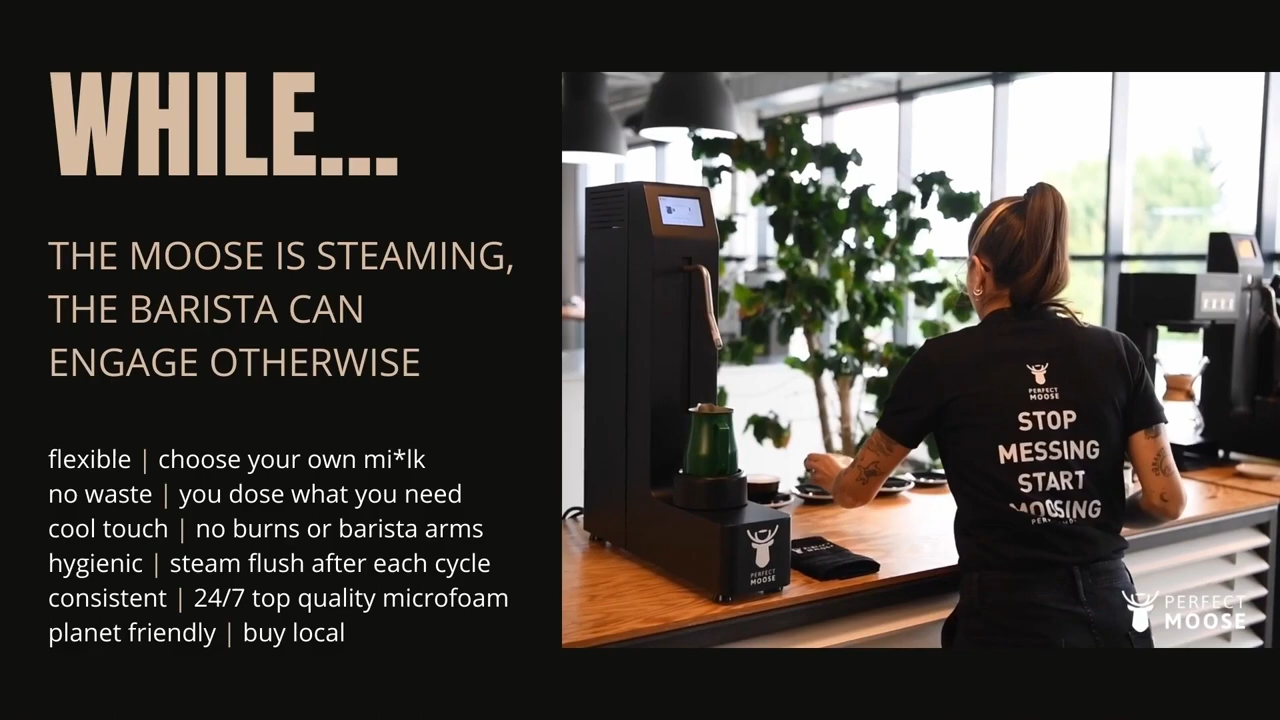 WHILE...
THE MOOSE IS STEAMING,
THE BARISTA CAN
ENGAGE OTHERWISE
flexible | choose your own mi*lk
no waste | you dose what you need
cool touch | no burns or barista arms
hygienic | steam flush after each cycle
consistent | 24/7 top quality microfoam
planet friendly | buy local
PERFECT
MOOSE
STOP
MESSING
START
MOOSING
PERFECT
MOOSE
PERFECT
MOOSE